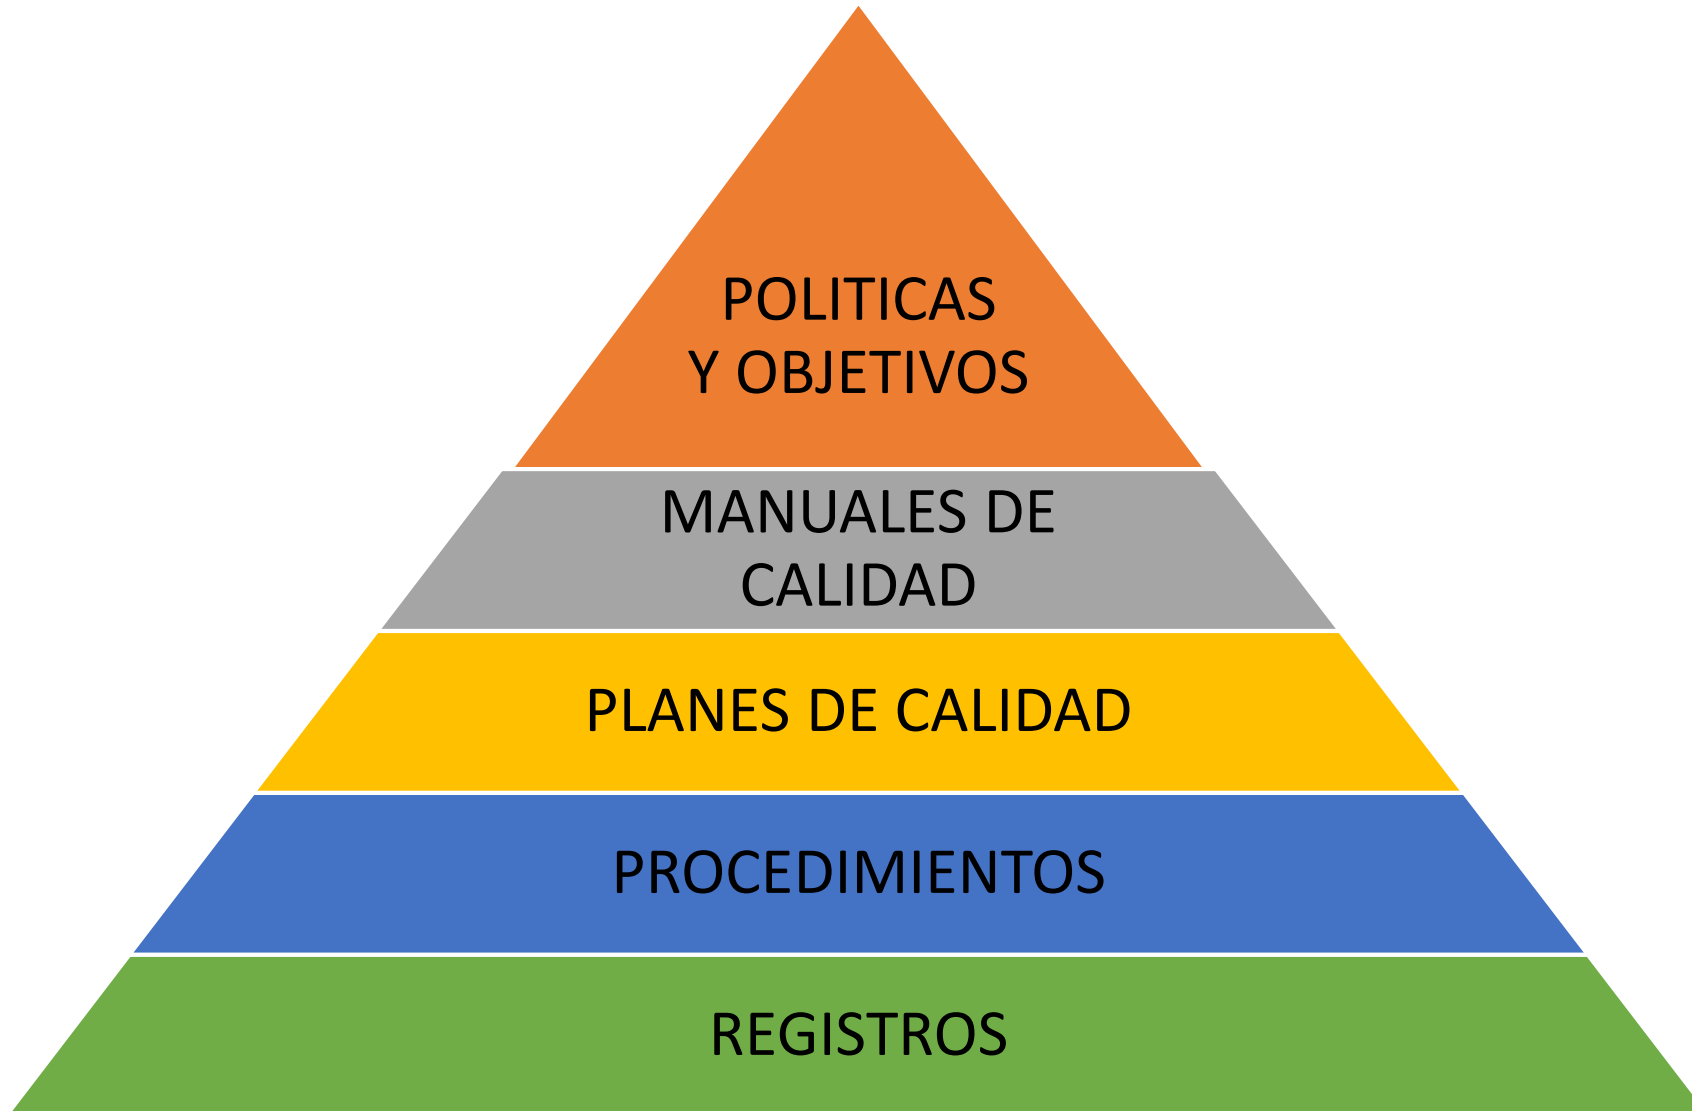 POLITICAS
Y OBJETIVOS
MANUALES DE
CALIDAD
PLANES DE CALIDAD
PROCEDIMIENTOS
REGISTROS